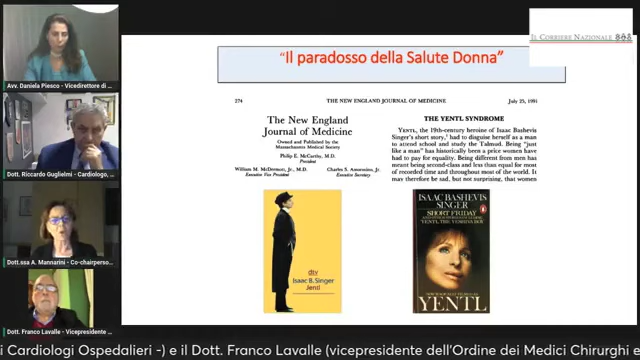 Avv. Daniela Piesco - Vicedirettore di ...
Dott. Riccardo Guglielmi - Cardiologo, ...
Dott.ssa A. Mannarini - Co-chairperso...
Dott. Franco Lavalle - Vicepresidente ...
IL CORRIERE NAZIONALE
"Il paradosso della Salute Donna"
274 THE NEW ENGLAND JOURNAL OF MEDICINE July 25, 1991
The New England
Journal of Medicine
Owned and Published by the
Massachusetts Medical Society
Philip E. McCarthy, M.D.
President
William M. McDermott, Jr., M.D.
Executive Vice President
Charles S. Amorosino, Jr.
Executive Secretary
THE YENTL SYNDROME
YENTL, the 19th-century heroine of Isaac Bashevis
Singer's short story, had to disguise herself as a man
to attend school and study the Talmud. Being "just
like a man" has historically been a price women have
had to pay for equality. Being different from men has
meant being second-class and less than equal for most
of recorded time and throughout most of the world. It
may therefore be sad, but not surprising, that women
dtv
Isaac B. Singer
Jentl
ISAAC BASHEVIS
SINGER
SHORT FRIDAY
YENTL
i Cardiologi Ospedalieri -) e il Dott. Franco Lavalle (vicepresidente dell'Ordine dei Medici Chirurghi e